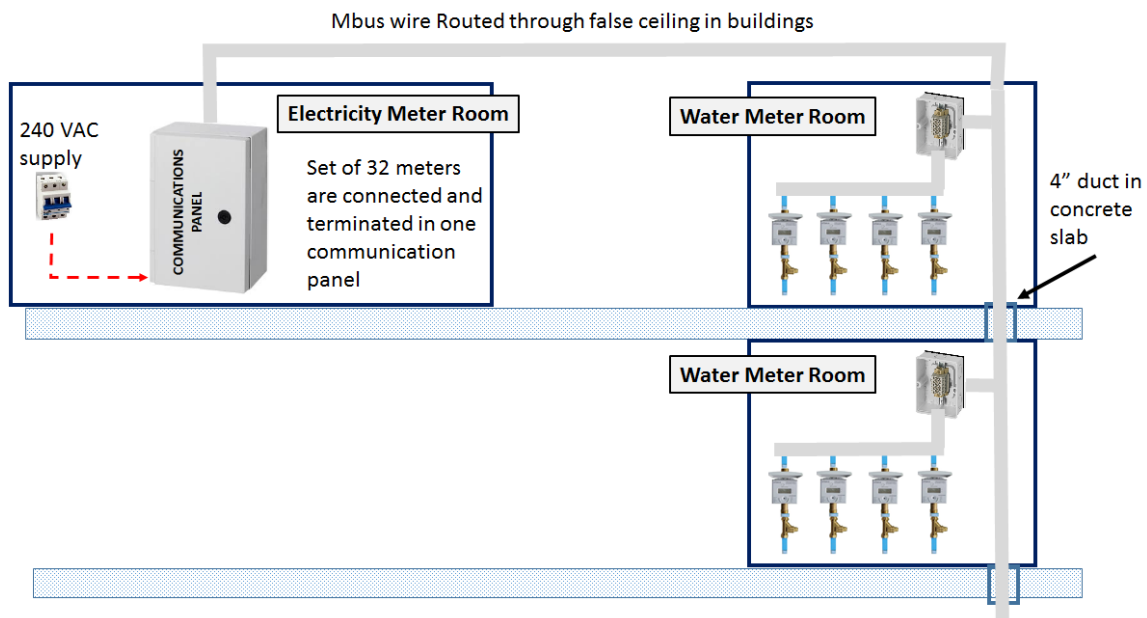 Mbus wire Routed through false ceiling in buildings
Electricity Meter Room
240 VAC
supply
COMMUNICATIONS
PANEL
Set of 32 meters
are connected and
terminated in one
communication
panel
Water Meter Room
4” duct in
concrete
slab
Water Meter Room